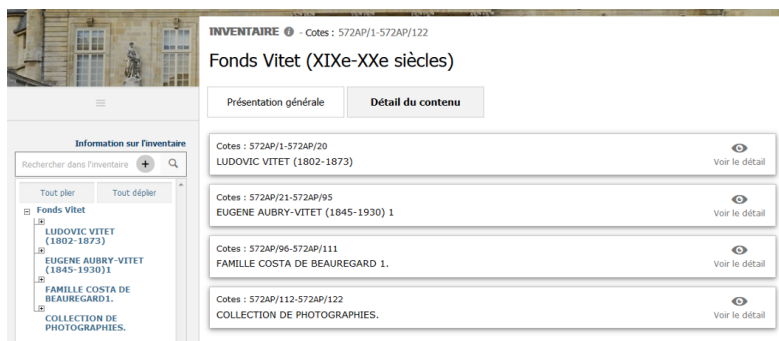 INVENTAIRE i - Cotes : 572AP/1-572AP/122
Fonds Vitet (XIXe-XXe siècles)
Présentation générale
Détail du contenu
Information sur l'inventaire
Rechercher dans l'inventaire +
Tout plier
Tout déplier
Fonds Vitet
LUDOVIC VITET
(1802-1873)
EUGENE AUBRY-VITET
(1845-1930)1
FAMILLE COSTA DE
BEAUREGARD1.
COLLECTION DE
PHOTOGRAPHIES.
Cotes : 572AP/1-572AP/20
LUDOVIC VITET (1802-1873)
Voir le détail
Cotes : 572AP/21-572AP/95
EUGENE AUBRY-VITET (1845-1930) 1
Voir le détail
Cotes : 572AP/96-572AP/111
FAMILLE COSTA DE BEAUREGARD 1.
Voir le détail
Cotes : 572AP/112-572AP/122
COLLECTION DE PHOTOGRAPHIES.
Voir le détail